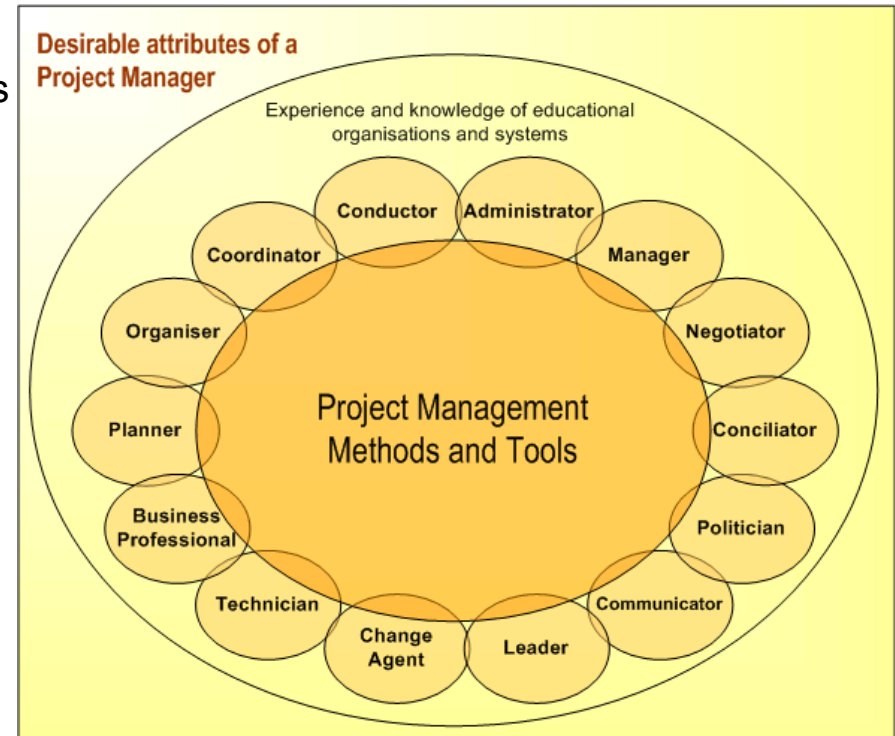 Desirable attributes of a
Project Manager
s
Experience and knowledge of educational
organisations and systems
Conductor
Administrator
Coordinator
Manager
Organiser
Negotiator
Project Management
Methods and Tools
Planner
Conciliator
Business
Professional
Politician
Technician
Communicator
Change
Agent
Leader